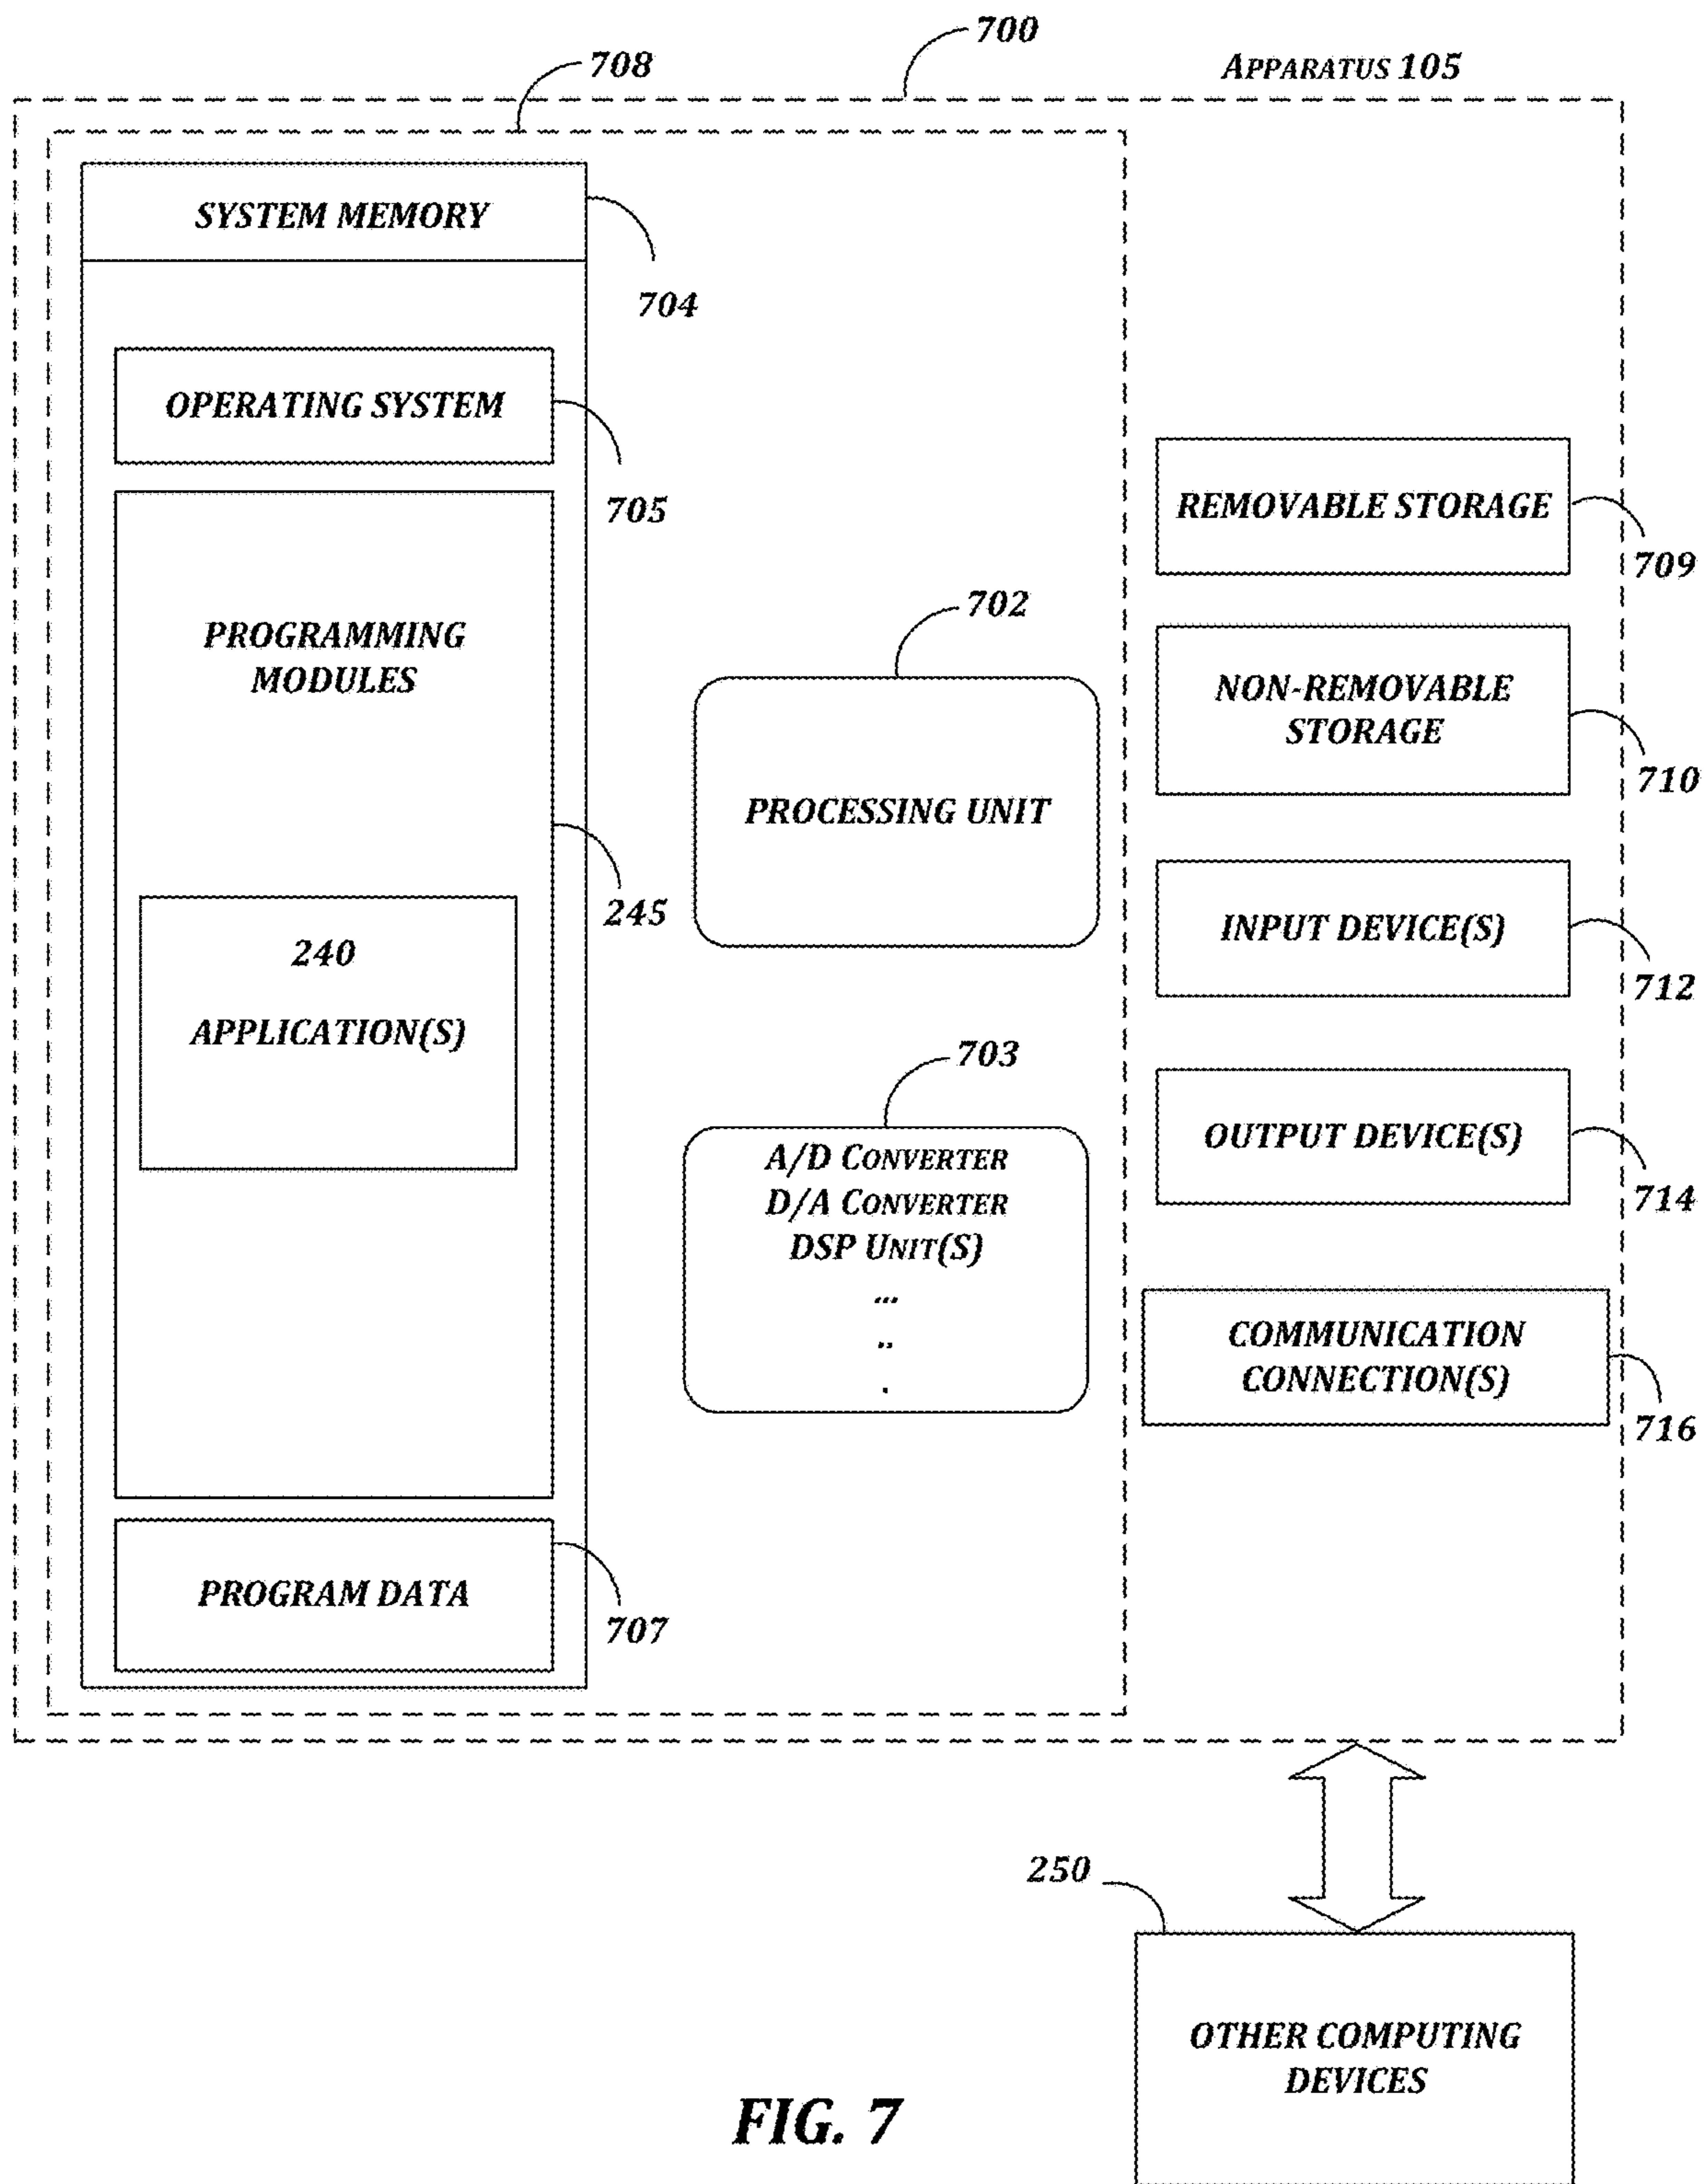 700
708
APPARATUS 105
SYSTEM MEMORY
704
OPERATING SYSTEM
705
PROGRAMMING
MODULES
245
240
APPLICATION(S)
PROGRAM DATA
707
702
PROCESSING UNIT
703
A/D CONVERTER
D/A CONVERTER
DSP UNIT(S)
...
..
.
REMOVABLE STORAGE
709
NON-REMOVABLE
STORAGE
710
INPUT DEVICE(S)
712
OUTPUT DEVICE(S)
714
COMMUNICATION
CONNECTION(S)
716
250
OTHER COMPUTING
DEVICES
FIG. 7